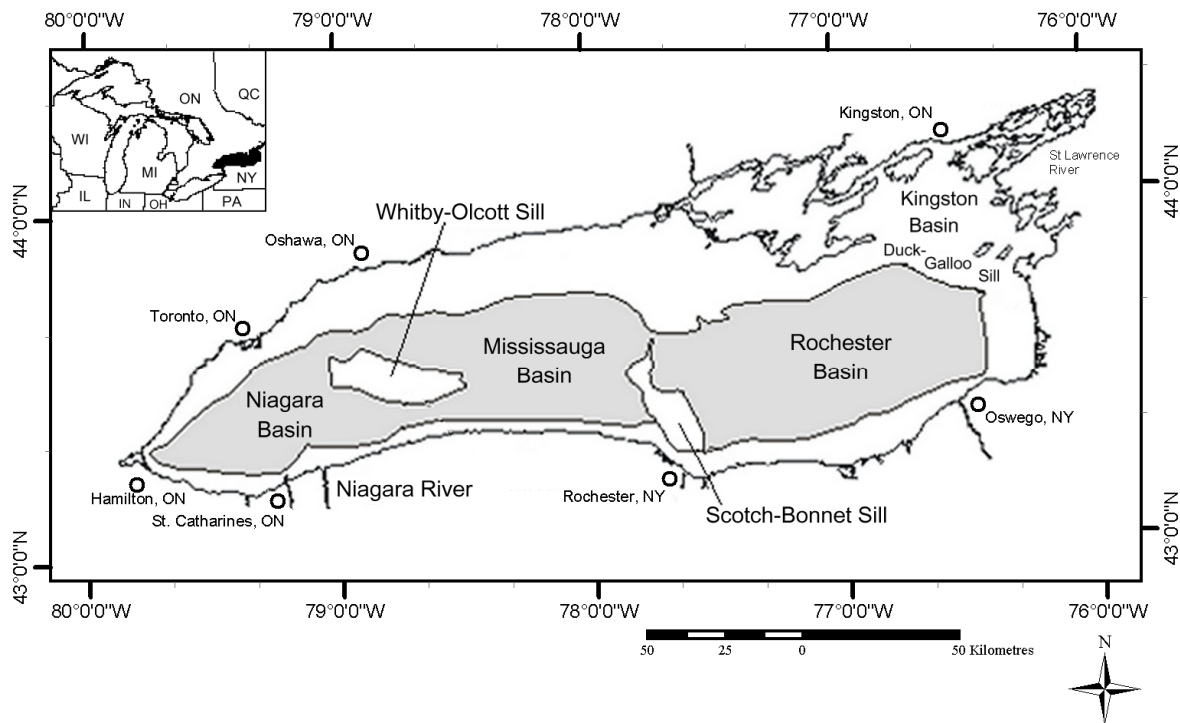 80°0'0"W 79°0'0"W 78°0'0"W 77°0'0"W 76°0'0"W
ON
QC
WI
MI
NY
IL
IN
OH
PA
Kingston, ON
St Lawrence
River
Kingston
Basin
Whitby-Olcott Sill
Oshawa, ON
Duck-
Galloo
Sill
44°0'0"N
44°0'0"N
Toronto, ON
Mississauga
Basin
Rochester
Basin
Niagara
Basin
Oswego, NY
Hamilton, ON
Niagara River
Rochester, NY
St. Catharines, ON
Scotch-Bonnet Sill
43°0'0"N
43°0'0"N
80°0'0"W 79°0'0"W 78°0'0"W 77°0'0"W 76°0'0"W
50 25 0 50 Kilometres
N